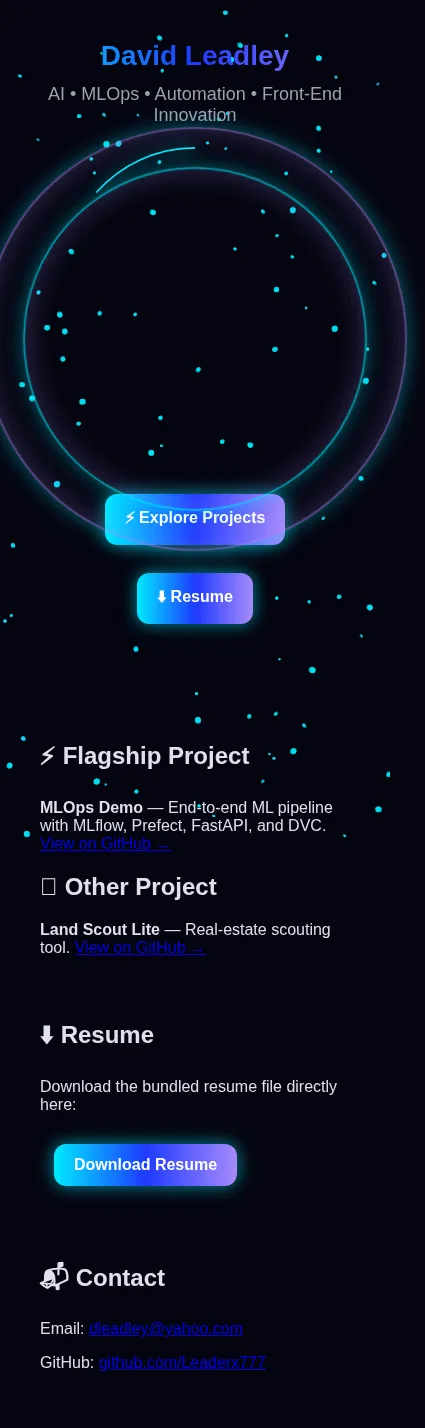 David Leadley
AI • MLOps • Automation • Front-End
Innovation
⚡ Explore Projects
⬇ Resume
⚡ Flagship Project
MLOps Demo — End-to-end ML pipeline
with MLflow, Prefect, FastAPI, and DVC.
View on GitHub →
Other Project
Land Scout Lite — Real-estate scouting
tool. View on GitHub →
⬇ Resume
Download the bundled resume file directly
here:
Download Resume
📬 Contact
Email: dleadley@yahoo.com
GitHub: github.com/Leaderx777